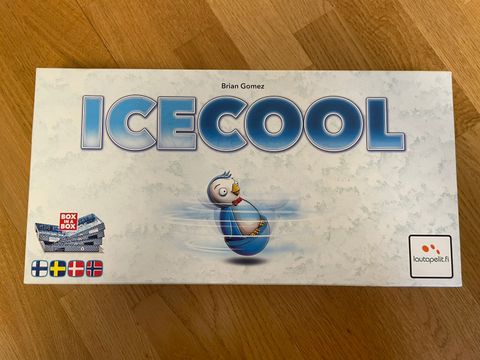 Brian Gomez
ICECOOL
BOX
IN A
BOX
lautapelit.fi